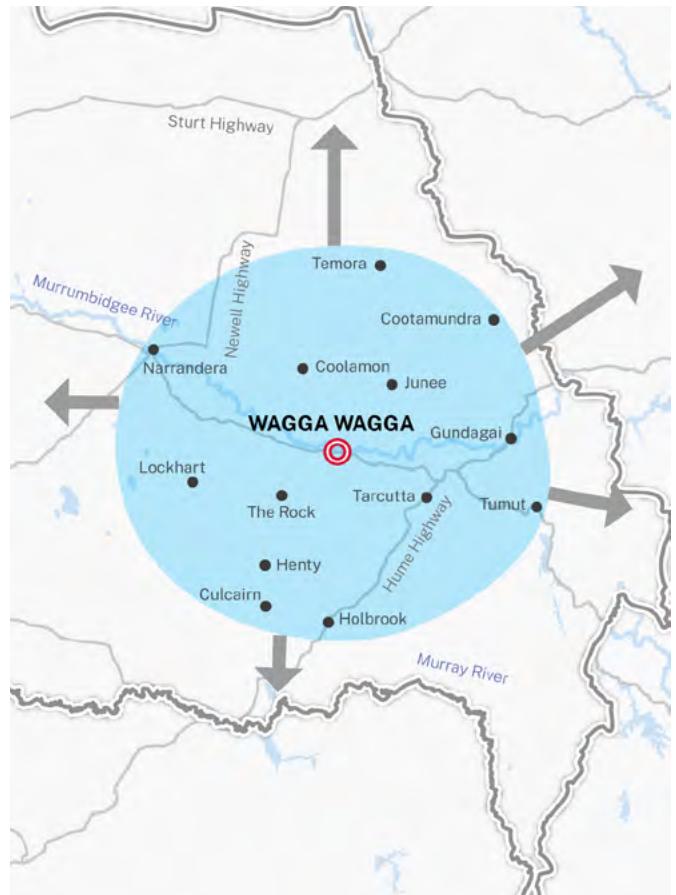 Sturt Highway
Temora
Newell Highway
Murrumbidgee River
Cootamundra
Narrandera
Coolamon
Junee
WAGGA WAGGA
Gundagai
Lockhart
The Rock
Tarcutta
Tumut
Hume Highway
Henty
Culcairn
Holbrook
Murray River